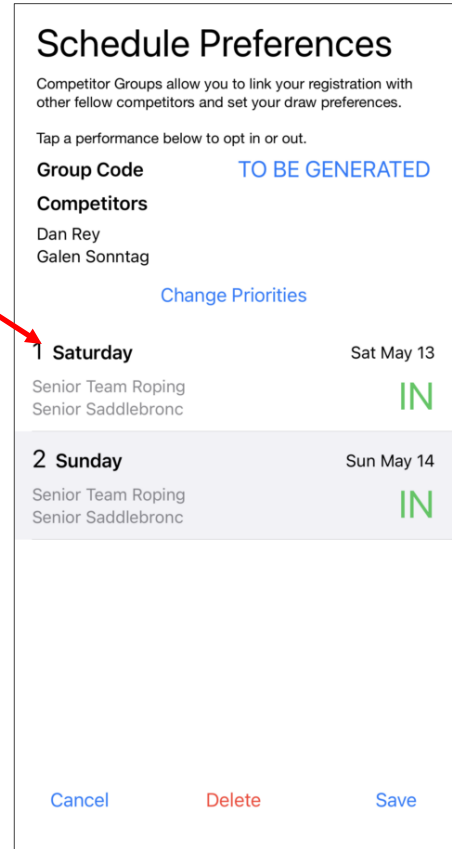 Schedule Preferences
Competitor Groups allow you to link your registration with
other fellow competitors and set your draw preferences.
Tap a performance below to opt in or out.
Group Code TO BE GENERATED
Competitors
Dan Rey
Galen Sonntag
Change Priorities
1 Saturday Sat May 13
Senior Team Roping
Senior Saddlebronc IN
2 Sunday Sun May 14
Senior Team Roping
Senior Saddlebronc IN
Cancel Delete Save